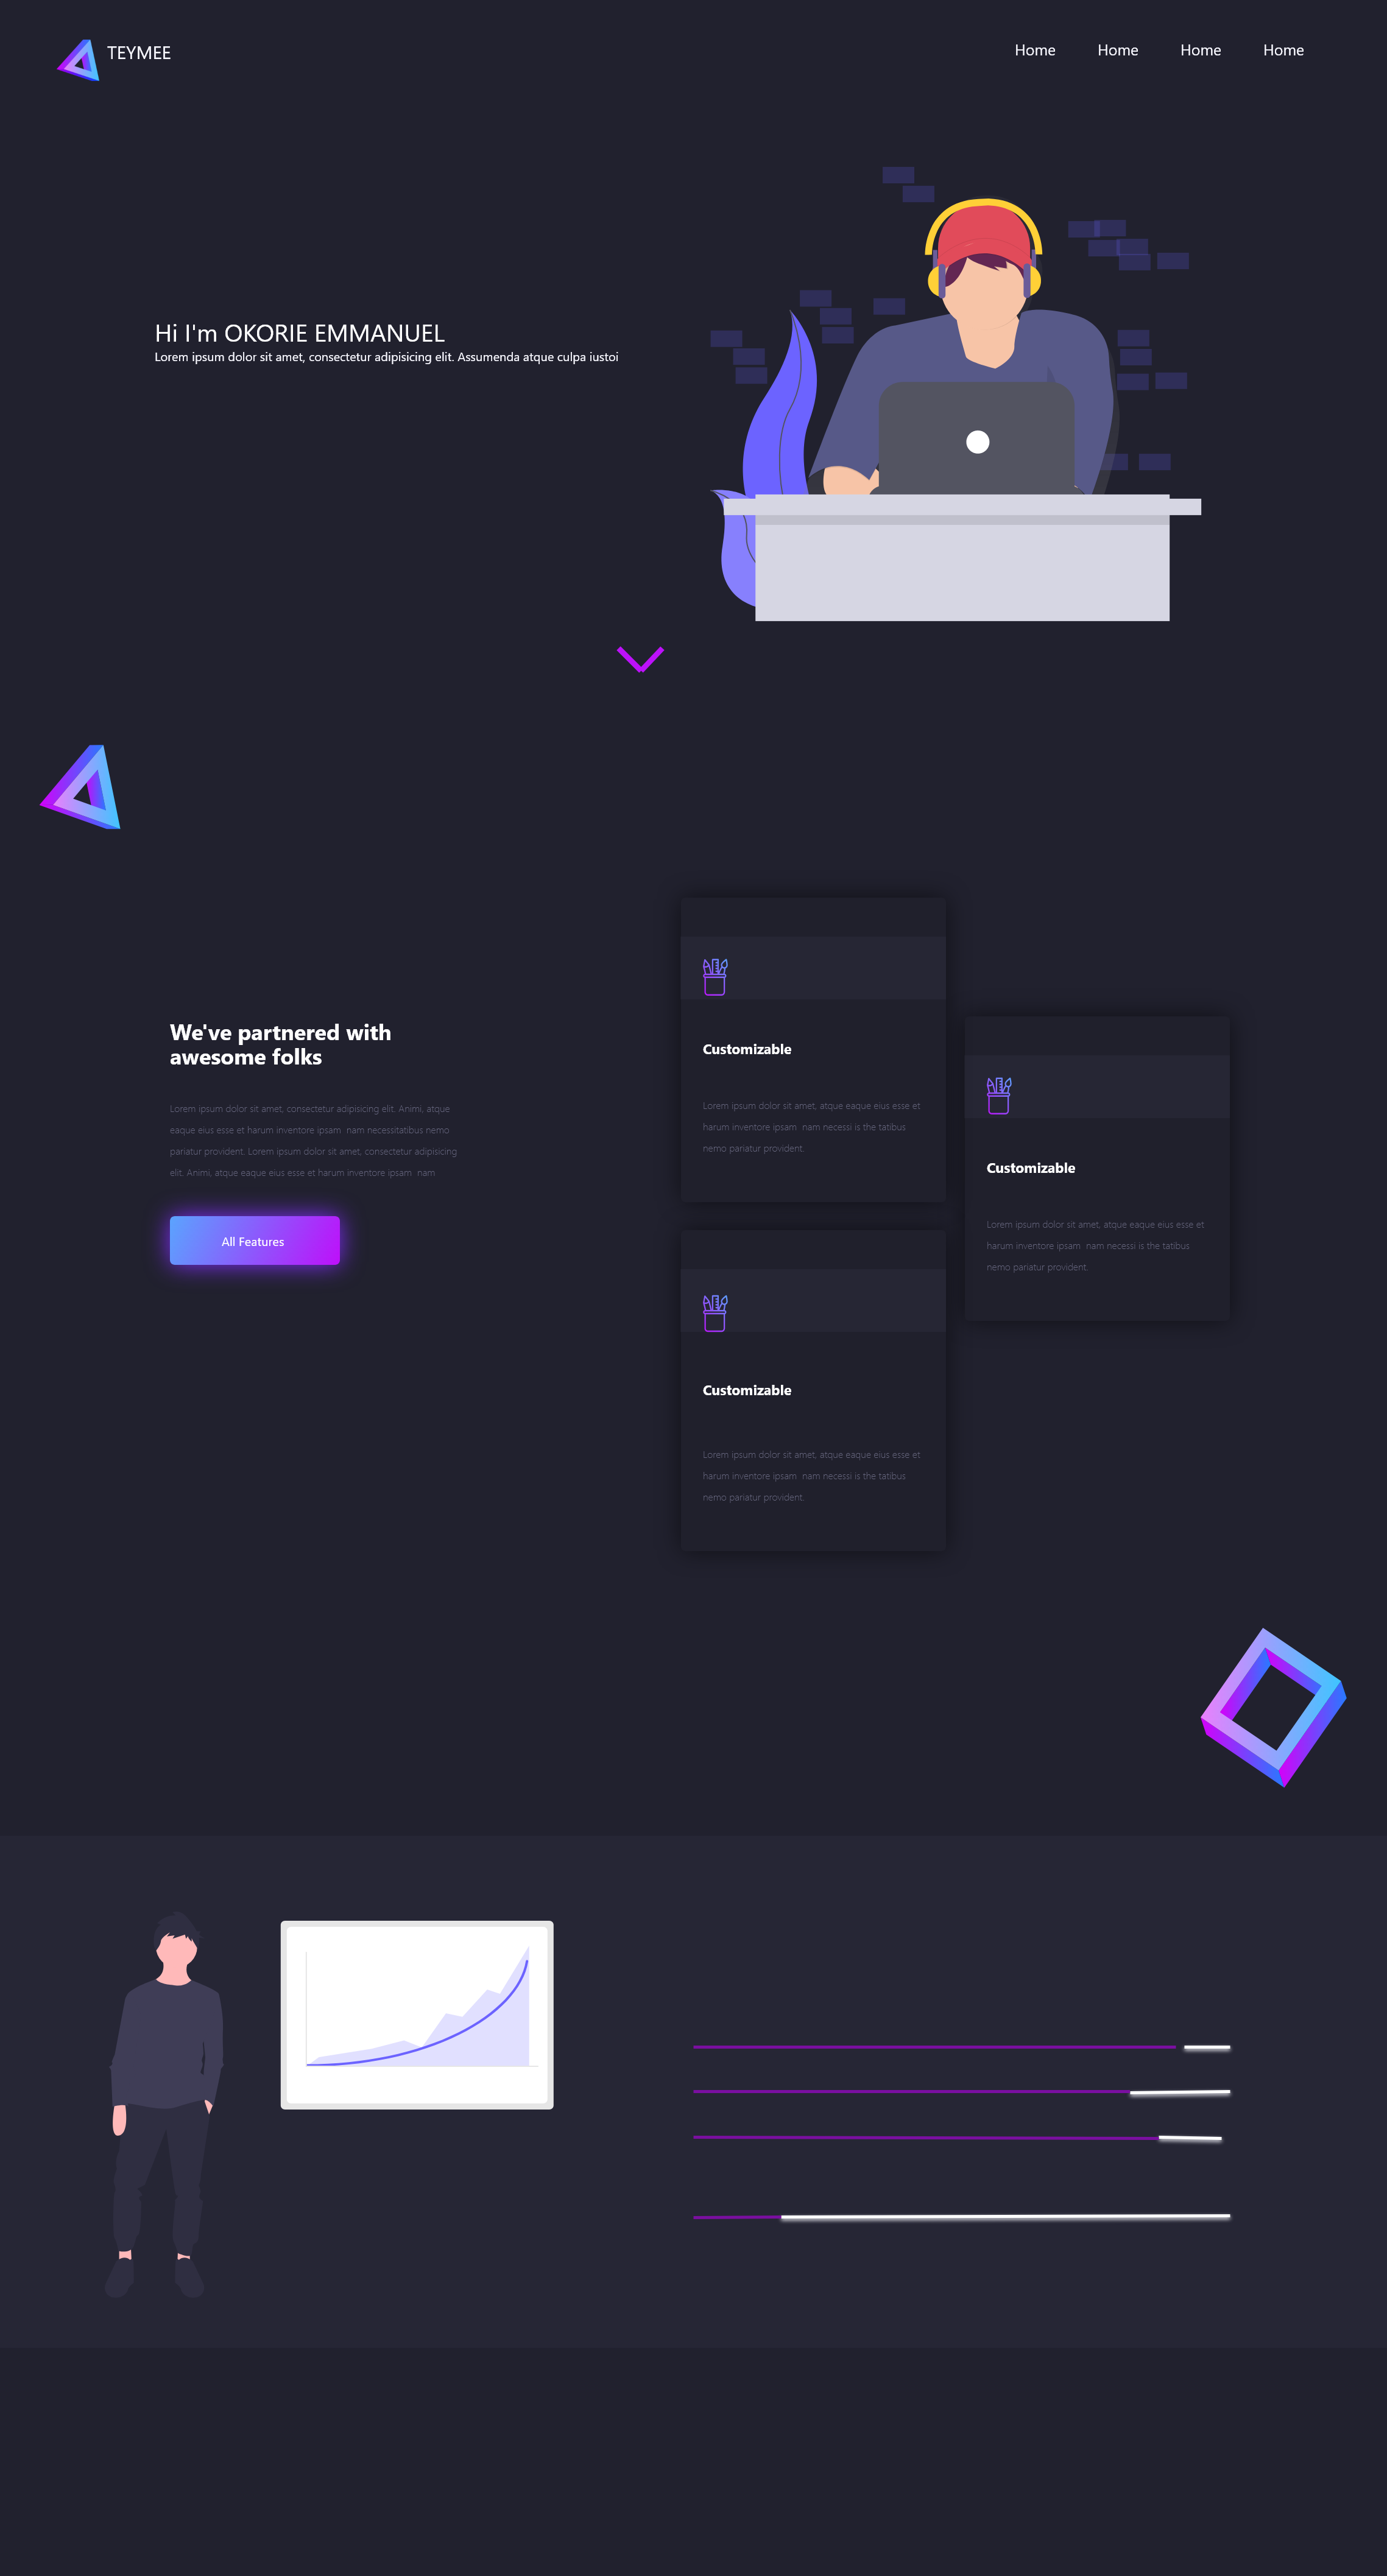 TEYMEE
Home Home Home Home
Hi I'm OKORIE EMMANUEL
Lorem ipsum dolor sit amet, consectetur adipisicing elit. Assumenda atque culpa iustoi
We've partnered with
awesome folks
Lorem ipsum dolor sit amet, consectetur adipisicing elit. Animi, atque
eaque eius esse et harum inventore ipsam nam necessitatibus nemo
pariatur provident. Lorem ipsum dolor sit amet, consectetur adipisicing
elit. Animi, atque eaque eius esse et harum inventore ipsam nam
All Features
Customizable
Lorem ipsum dolor sit amet, atque eaque eius esse et
harum inventore ipsam nam necessi is the tatibus
nemo pariatur provident.
Customizable
Lorem ipsum dolor sit amet, atque eaque eius esse et
harum inventore ipsam nam necessi is the tatibus
nemo pariatur provident.
Customizable
Lorem ipsum dolor sit amet, atque eaque eius esse et
harum inventore ipsam nam necessi is the tatibus
nemo pariatur provident.